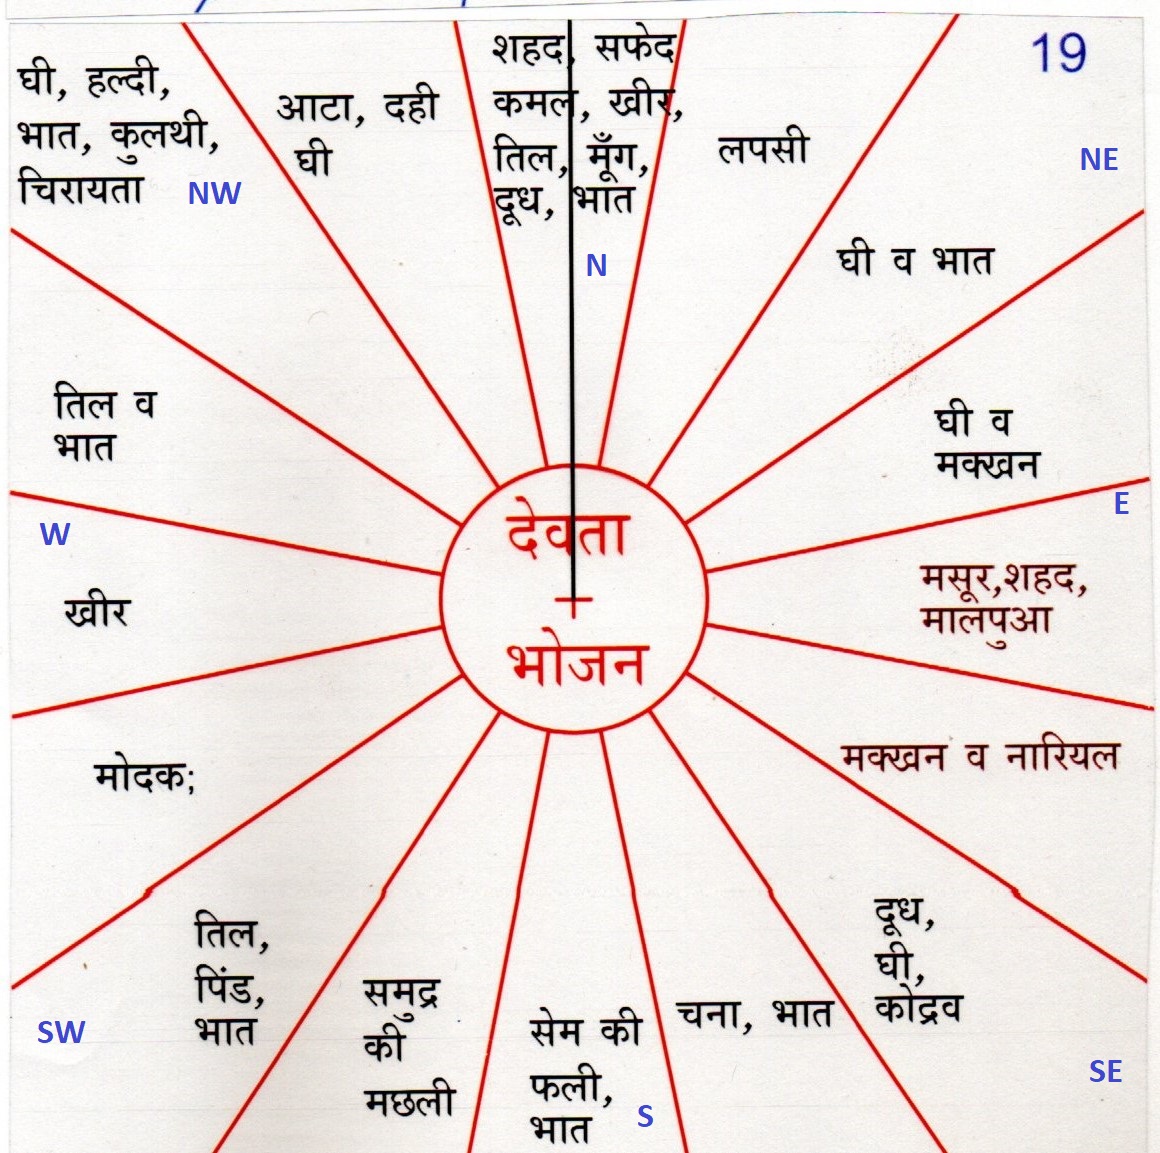 19
शहद, सफेद
कमल, खीर,
तिल, मूँग,
दूध, भात
N
लपसी
NE
घी व भात
घी व
मक्खन
E
मसूर,शहद,
मालपुआ
मक्खन व नारियल
दूध,
घी,
कोद्रव
SE
चना, भात
सेम की
फली,
भात
S
समुद्र
की
मछली
तिल,
पिंड,
भात
SW
मोदक;
खीर
W
तिल व
भात
घी, हल्दी,
भात, कुलथी,
चिरायता
NW
आटा, दही
घी
देवता
भोजन